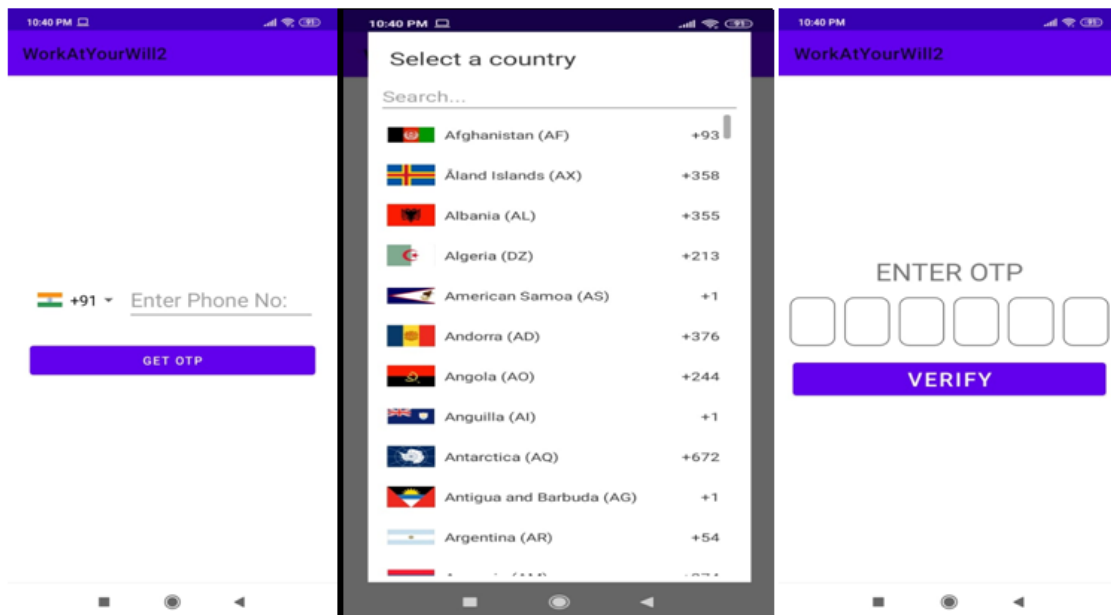 10:40 PM
91
WorkAtYourWill2
+91
Enter Phone No:
GET OTP
10:40 PM
91
Select a country
Search...
Afghanistan (AF) +93
Åland Islands (AX) +358
Albania (AL) +355
Algeria (DZ) +213
American Samoa (AS) +1
Andorra (AD) +376
Angola (AO) +244
Anguilla (AI) +1
Antarctica (AQ) +672
Antigua and Barbuda (AG) +1
Argentina (AR) +54
10:40 PM
91
WorkAtYourWill2
ENTER OTP
VERIFY